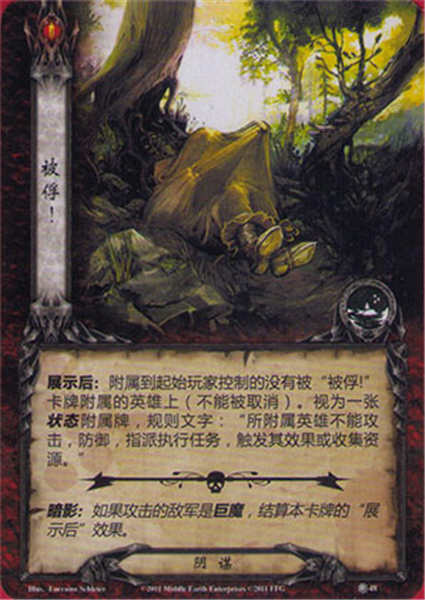 被俘！
展示后：附属到起始玩家控制的没有被“被俘!”
卡牌附属的英雄上（不能被取消）。视为一张
状态附属牌，规则文字：“所附属英雄不能攻
击，防御，指派执行任务，触发其效果或收集资
源。”
暗影：如果攻击的敌军是巨魔，结算本卡牌的“展
示后”效果。
阴谋
Illus. Lorraine Schleter
©2011 Middle Earth Enterprises ©2011 FFG
48